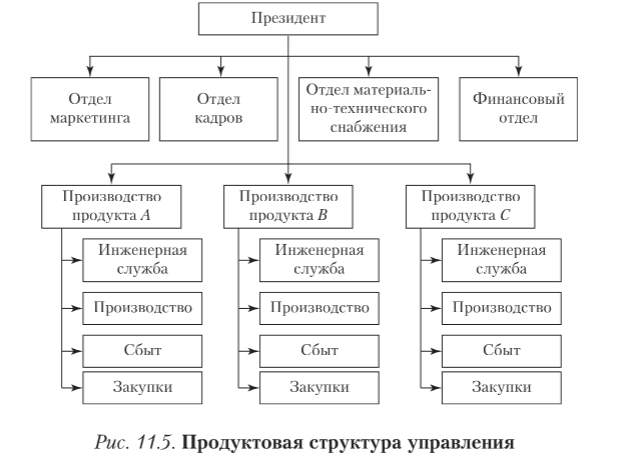 Президент
Отдел
маркетинга
Отдел
кадров
Отдел материаль-
но-технического
снабжения
Финансовый
отдел
Производство
продукта A
Производство
продукта B
Производство
продукта C
Инженерная
служба
Производство
Сбыт
Закупки
Инженерная
служба
Производство
Сбыт
Закупки
Инженерная
служба
Производство
Сбыт
Закупки
Рис. 11.5. Продуктовая структура управления